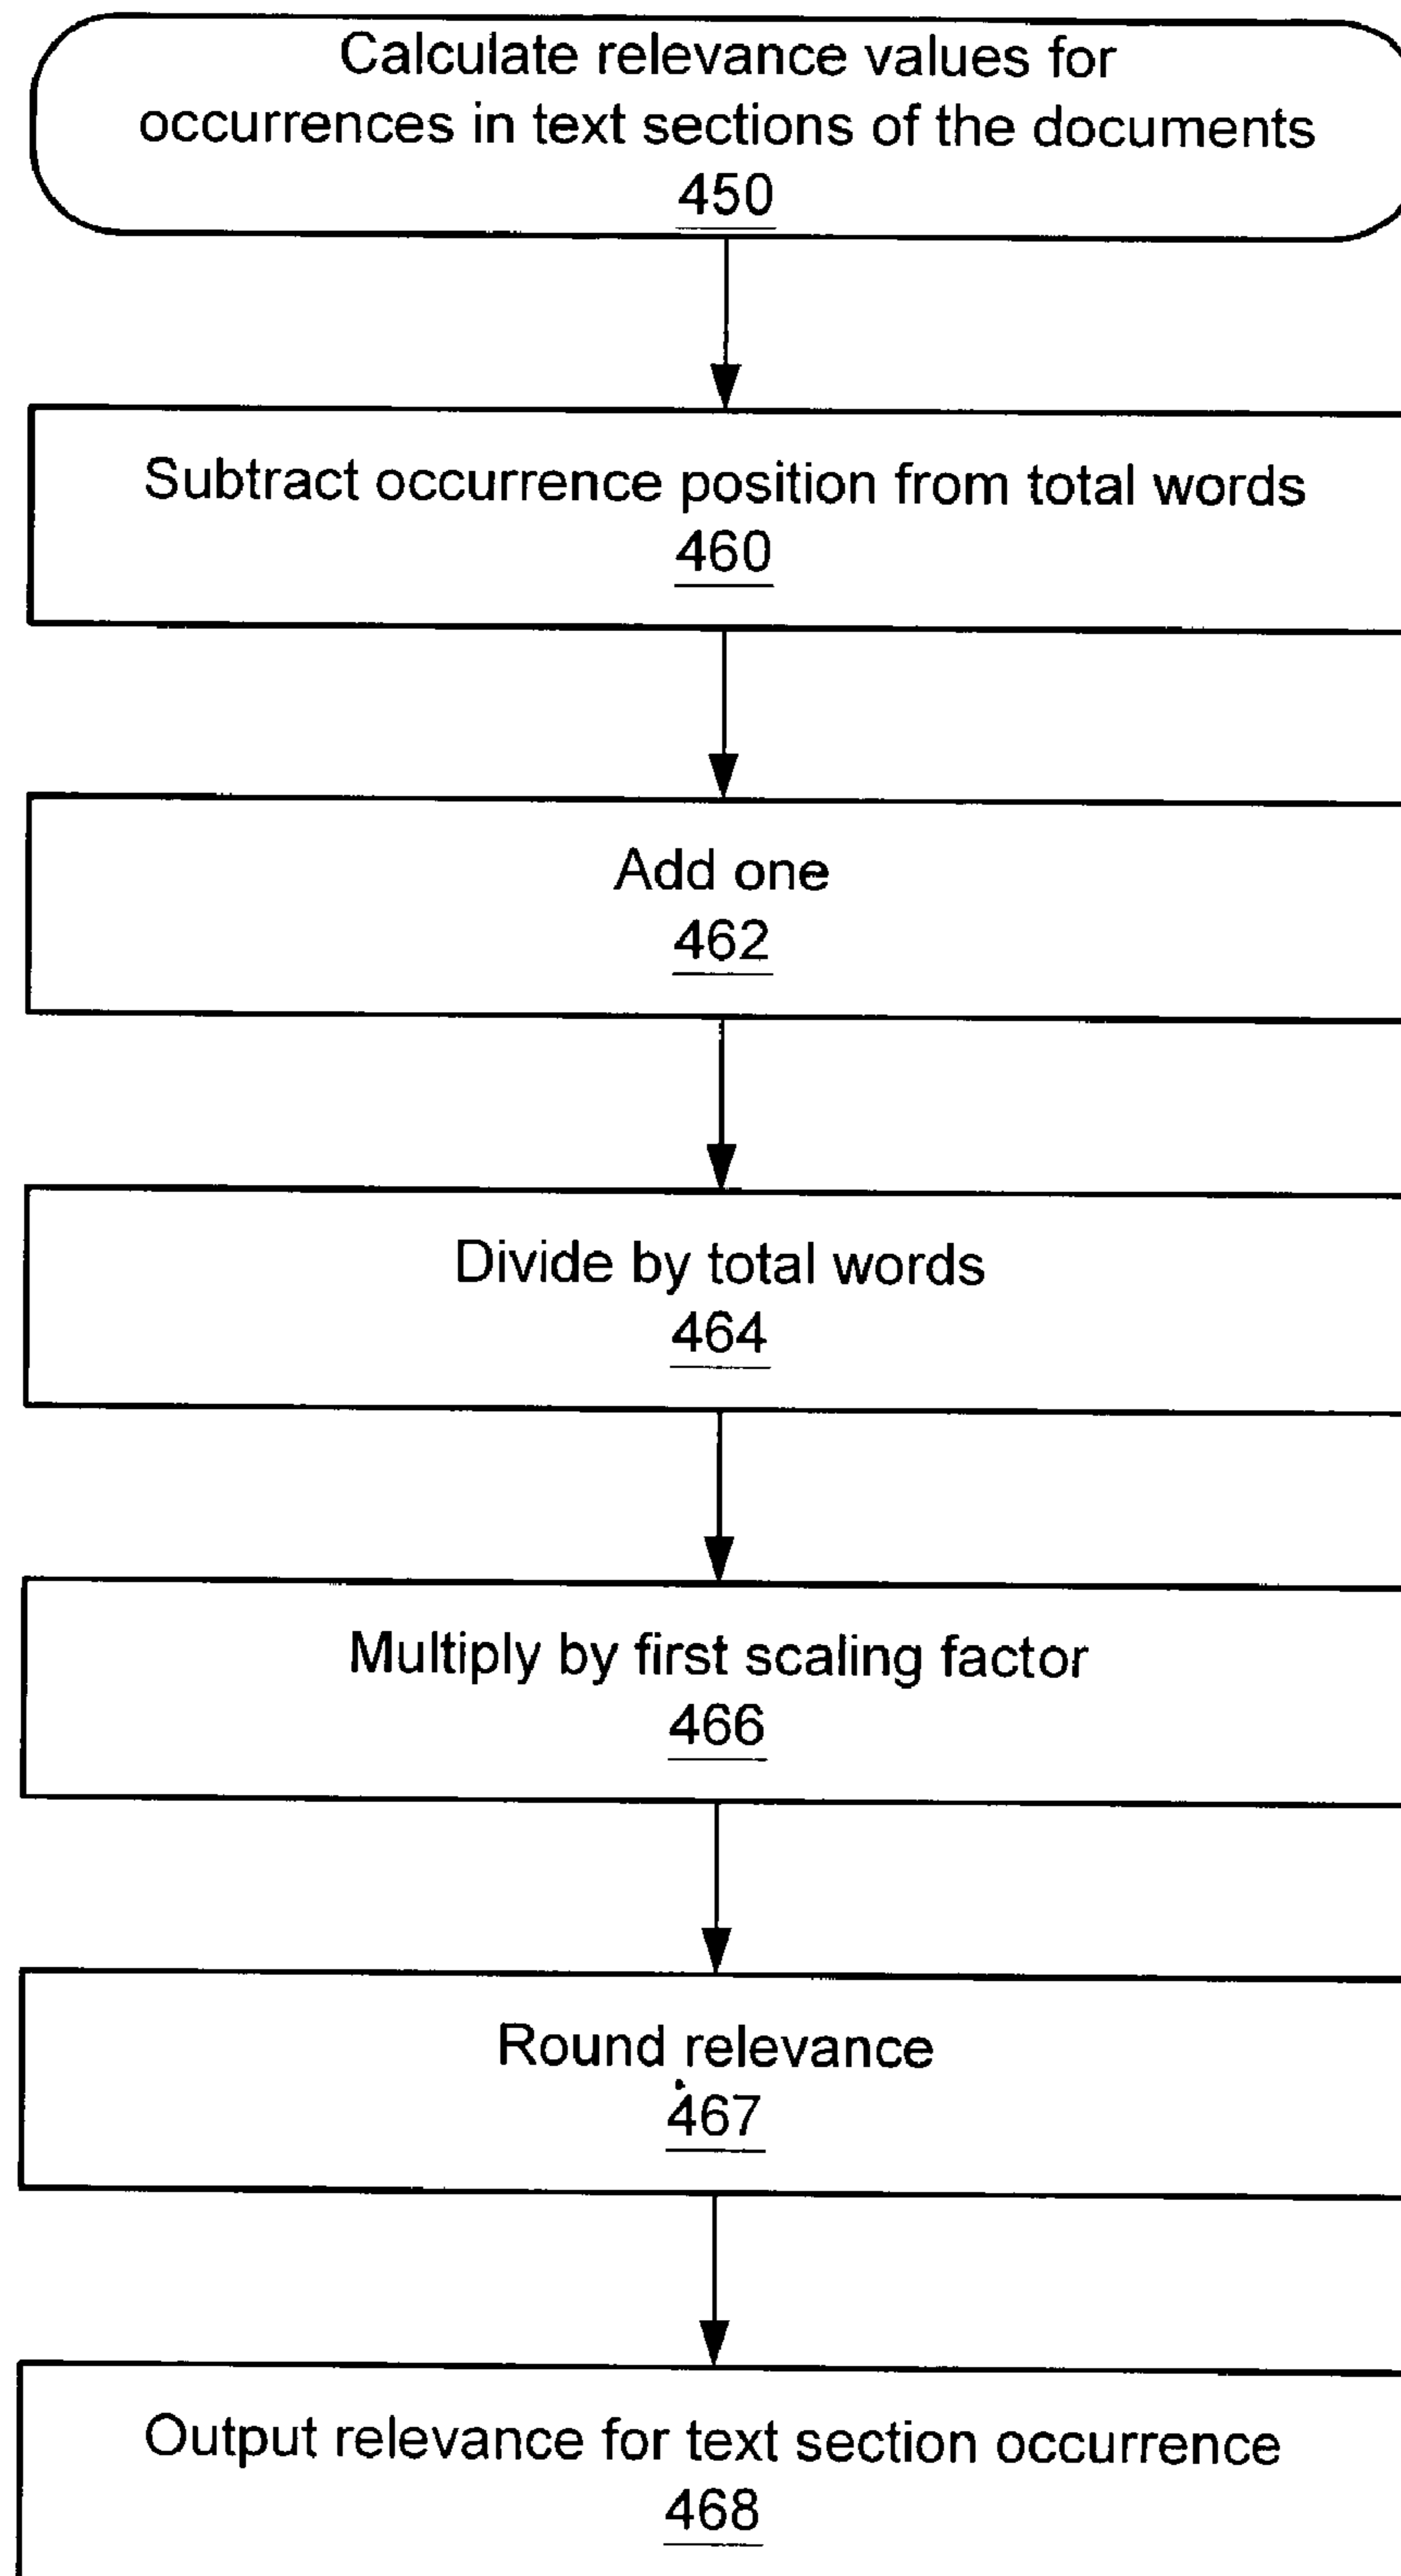 Calculate relevance values for
occurrences in text sections of the documents
450
Subtract occurrence position from total words
460
Add one
462
Divide by total words
464
Multiply by first scaling factor
466
Round relevance
467
Output relevance for text section occurrence
468